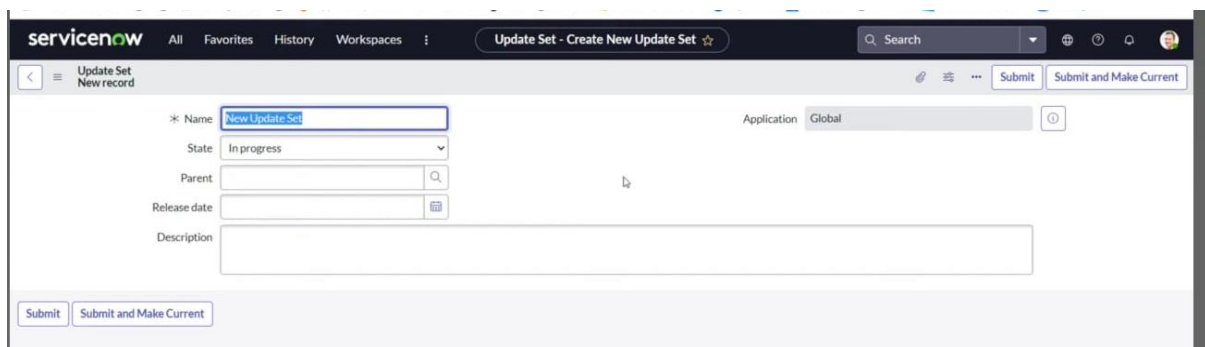 servicenow All Favorites History Workspaces Update Set - Create New Update Set Search
Update Set
New record
Submit Submit and Make Current
* Name New Update Set Application Global
State In progress
Parent
Release date
Description
Submit Submit and Make Current